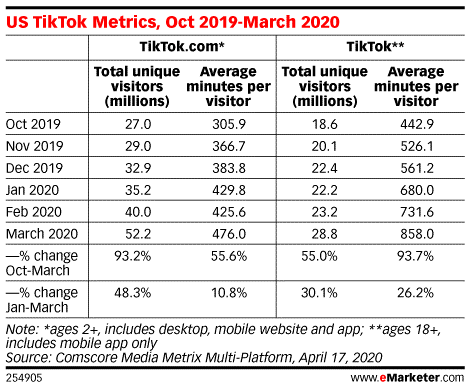 US TikTok Metrics, Oct 2019-March 2020
TikTok.com* TikTok**
Total unique Average Total unique Average
visitors minutes per visitors minutes per
(millions) visitor (millions) visitor
Oct 2019 27.0 305.9 18.6 442.9
Nov 2019 29.0 366.7 20.1 526.1
Dec 2019 32.9 383.8 22.4 561.2
Jan 2020 35.2 429.8 22.2 680.0
Feb 2020 40.0 425.6 23.2 731.6
March 2020 52.2 476.0 28.8 858.0
—% change 93.2% 55.6% 55.0% 93.7%
Oct-March
—% change 48.3% 10.8% 30.1% 26.2%
Jan-March
Note: *ages 2+, includes desktop, mobile website and app; **ages 18+,
includes mobile app only
Source: Comscore Media Metrix Multi-Platform, April 17, 2020
254905 www.eMarketer.com